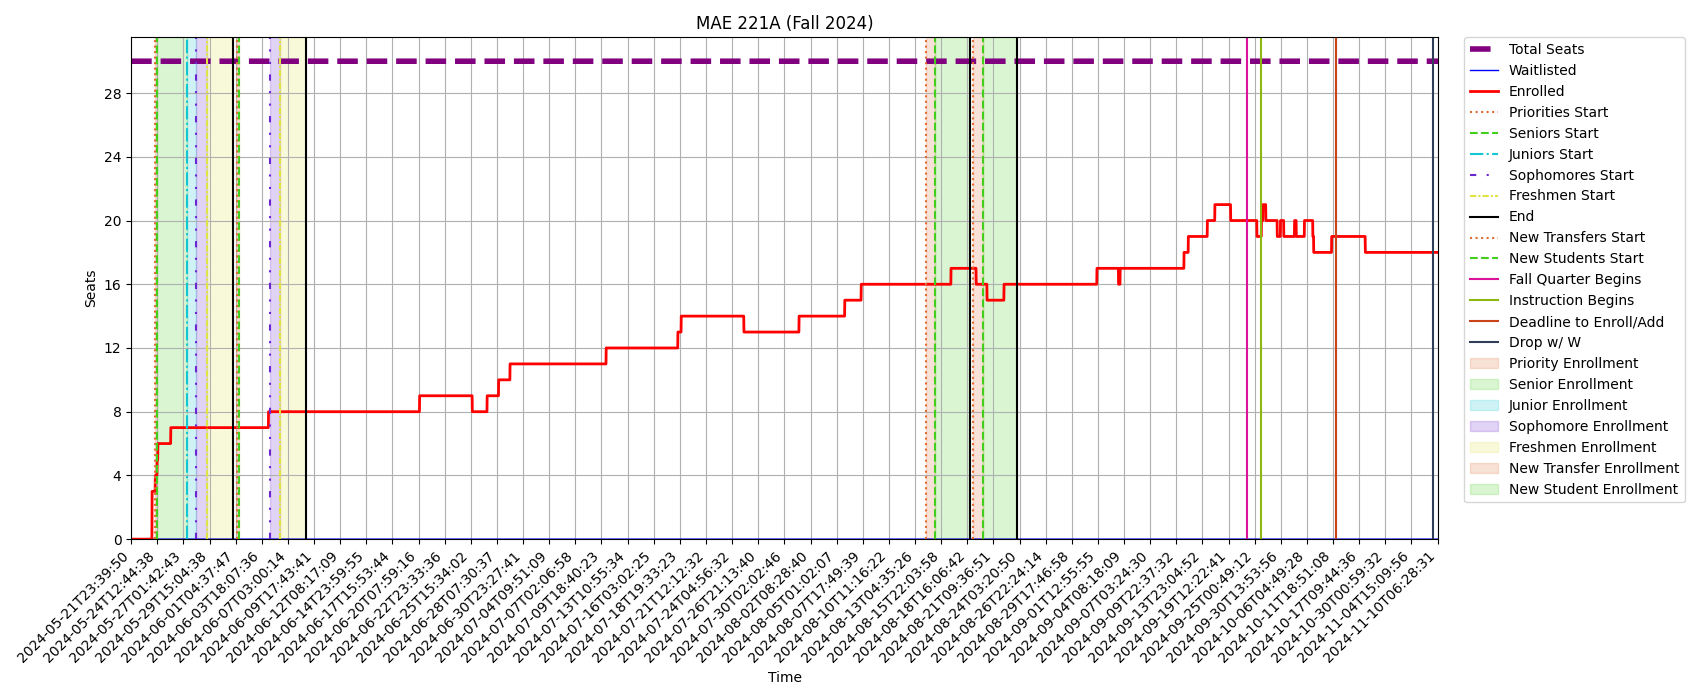 MAE 221A (Fall 2024)
Seats
28
24
20
16
12
8
4
0
2024-05-21T23:39:50
2024-05-24T12:44:38
2024-05-27T01:42:43
2024-05-29T15:04:38
2024-06-01T04:37:47
2024-06-03T18:07:36
2024-06-07T03:00:14
2024-06-09T17:43:41
2024-06-12T08:17:09
2024-06-14T23:59:55
2024-06-17T15:53:44
2024-06-20T07:59:16
2024-06-22T23:33:36
2024-06-25T15:34:02
2024-06-28T07:30:37
2024-06-30T23:27:41
2024-07-04T09:51:09
2024-07-07T02:06:58
2024-07-09T18:40:23
2024-07-13T10:55:34
2024-07-16T03:02:25
2024-07-18T19:33:23
2024-07-21T12:12:32
2024-07-24T04:56:32
2024-07-26T21:13:40
2024-07-30T02:02:46
2024-08-02T10:28:40
2024-08-05T01:02:07
2024-08-07T17:49:39
2024-08-10T11:16:22
2024-08-13T04:35:26
2024-08-15T22:03:58
2024-08-18T16:06:42
2024-08-21T09:36:51
2024-08-24T03:20:50
2024-08-26T22:24:14
2024-08-29T17:46:58
2024-09-01T12:55:55
2024-09-04T08:18:09
2024-09-07T03:24:30
2024-09-09T22:37:32
2024-09-13T23:04:52
2024-09-19T12:22:41
2024-09-25T00:49:12
2024-09-30T13:53:56
2024-10-06T04:49:28
2024-10-11T18:51:08
2024-10-17T09:44:36
2024-10-30T00:59:32
2024-11-04T15:09:56
2024-11-10T06:28:31
Time
Total Seats
Waitlisted
Enrolled
Priorities Start
Seniors Start
Juniors Start
Sophomores Start
Freshmen Start
End
New Transfers Start
New Students Start
Fall Quarter Begins
Instruction Begins
Deadline to Enroll/Add
Drop w/ W
Priority Enrollment
Senior Enrollment
Junior Enrollment
Sophomore Enrollment
Freshmen Enrollment
New Transfer Enrollment
New Student Enrollment